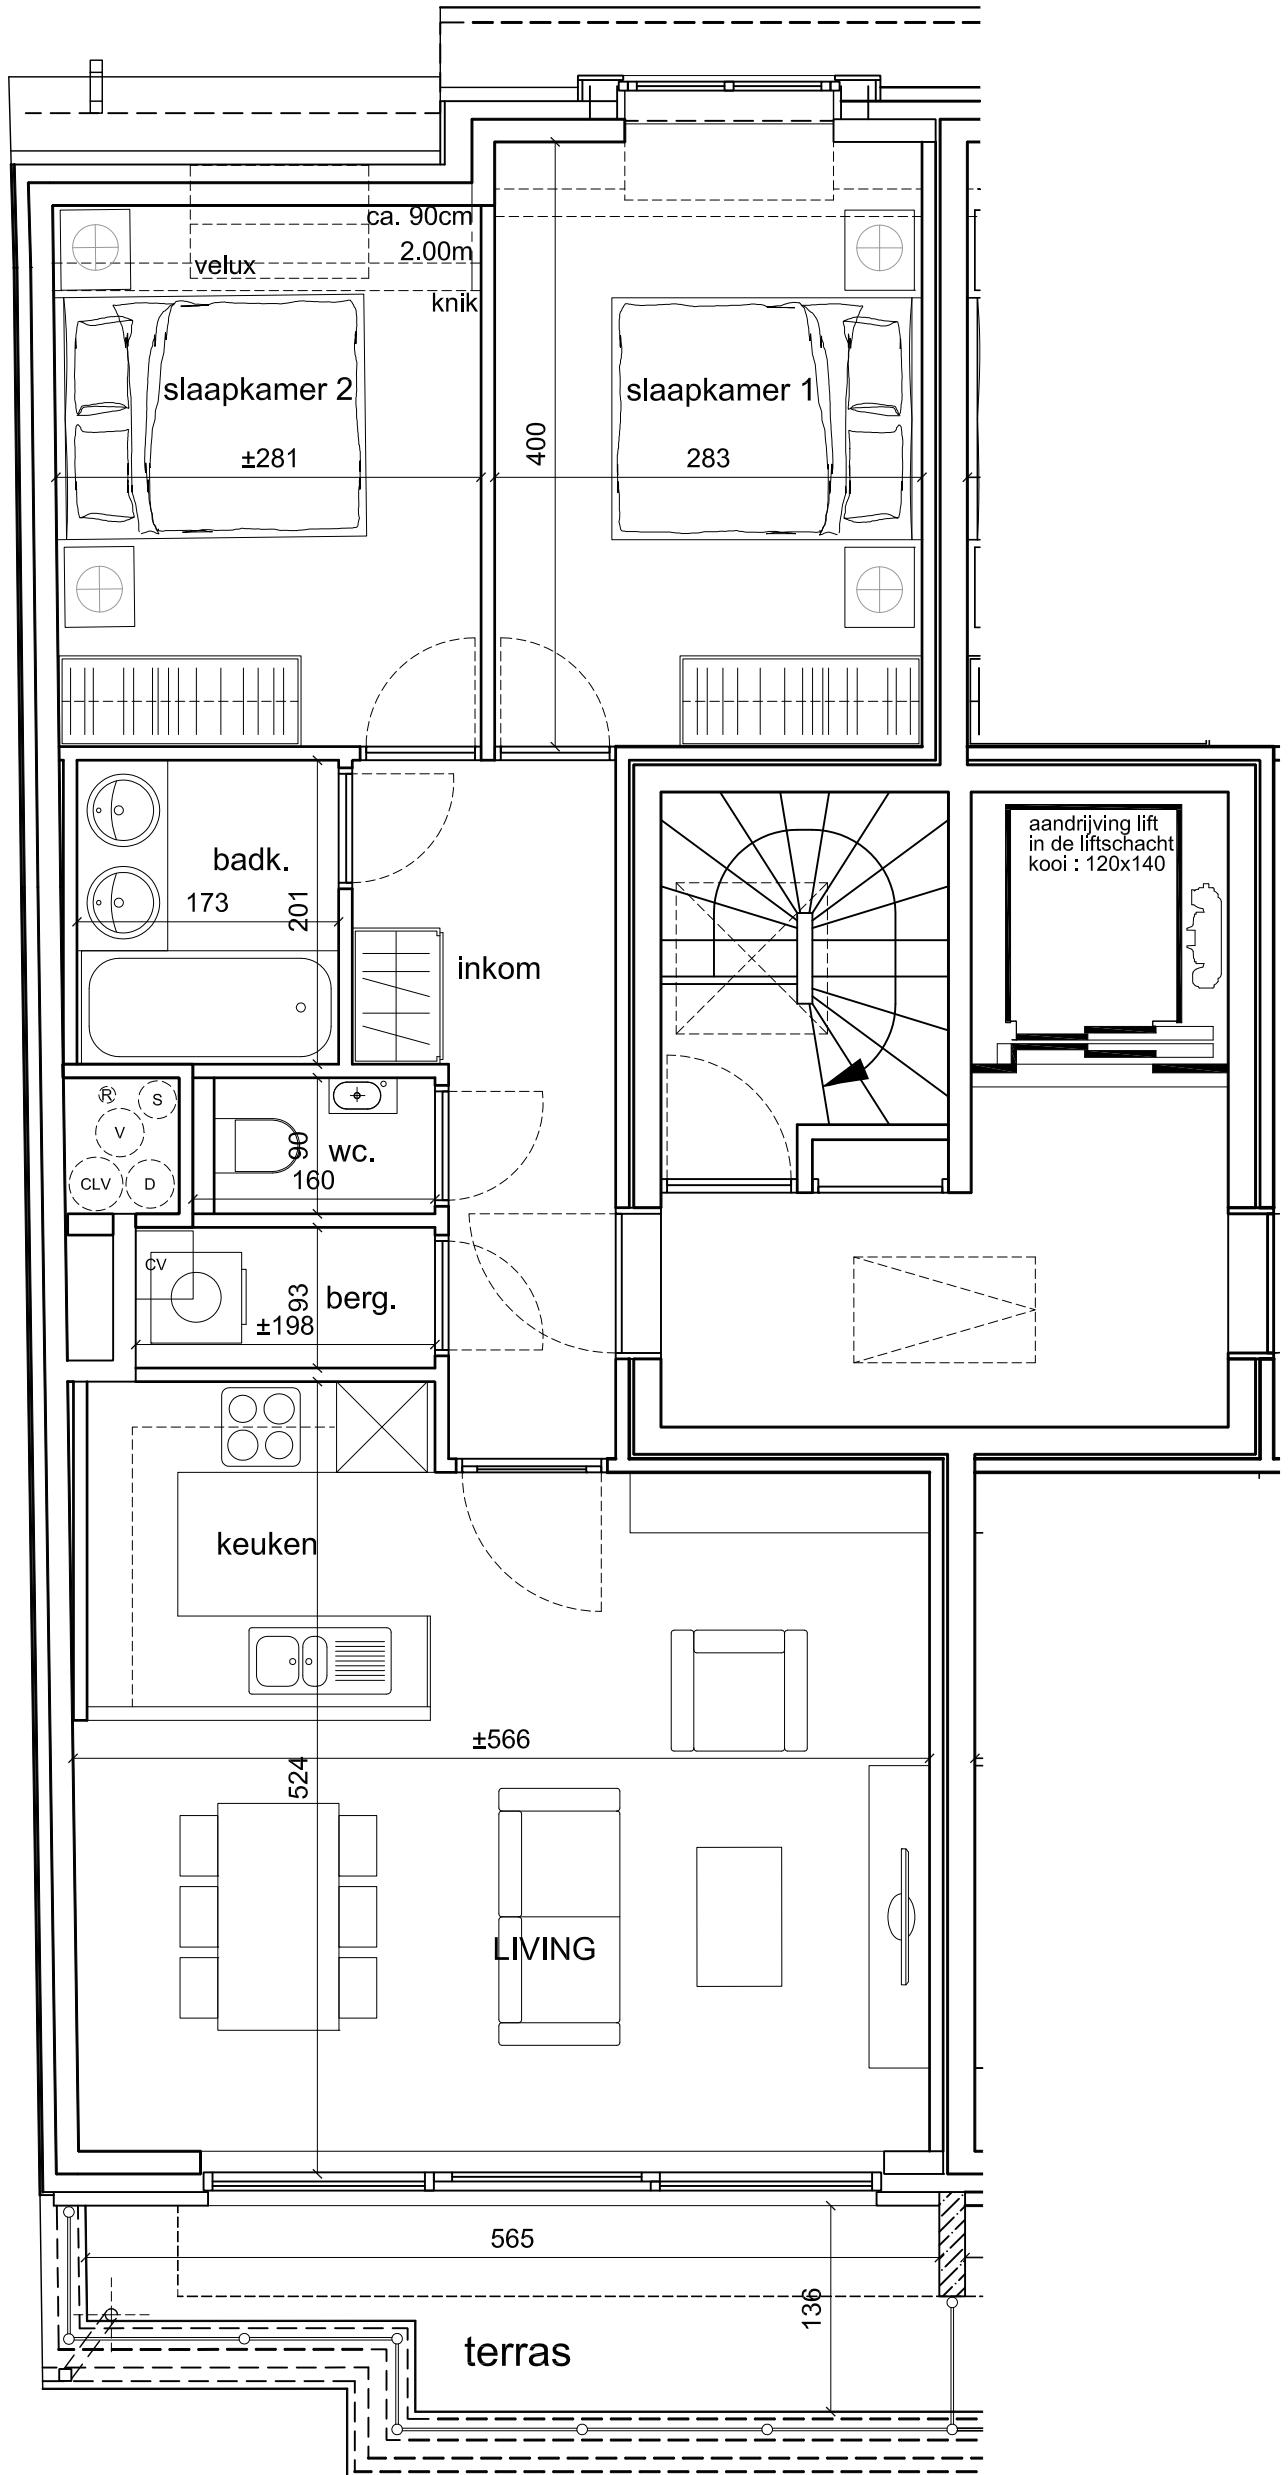 ca. 90cm
2.00m
velux
knik
slaapkamer 2
slaapkamer 1
±281
400
283
aandrijving lift
in de liftschacht
kooi : 120x140
badk.
173
201
inkom
R
S
V
CLV
D
90
wc.
160
CV
93
berg.
±198
keuken
±566
524
LIVING
565
136
terras